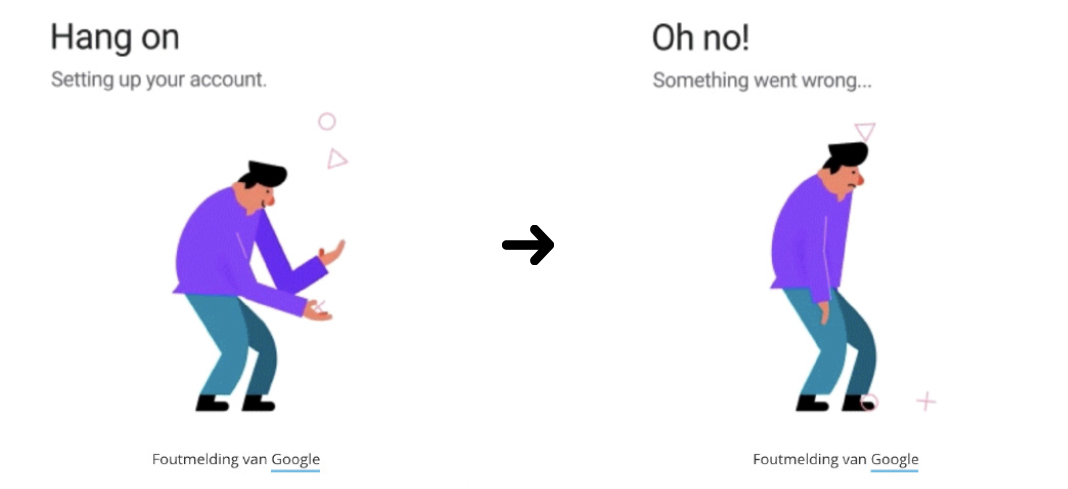 Hang on
Setting up your account.
Foutmelding van Google
Oh no!
Something went wrong...
Foutmelding van Google